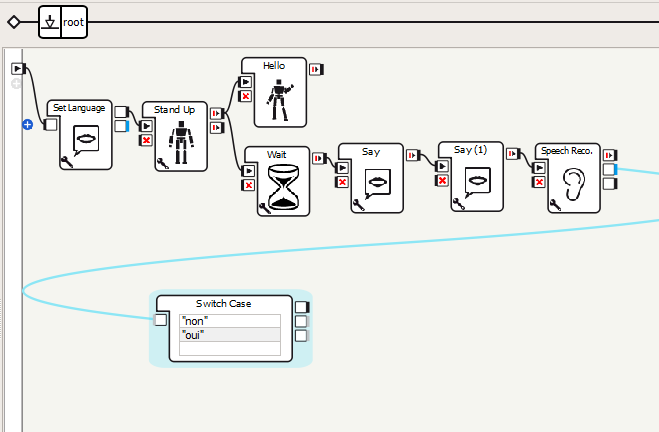 root
Hello
Set Language
Stand Up
Wait
Say
Say (1)
Speech Reco.
Switch Case
"non"
"oui"